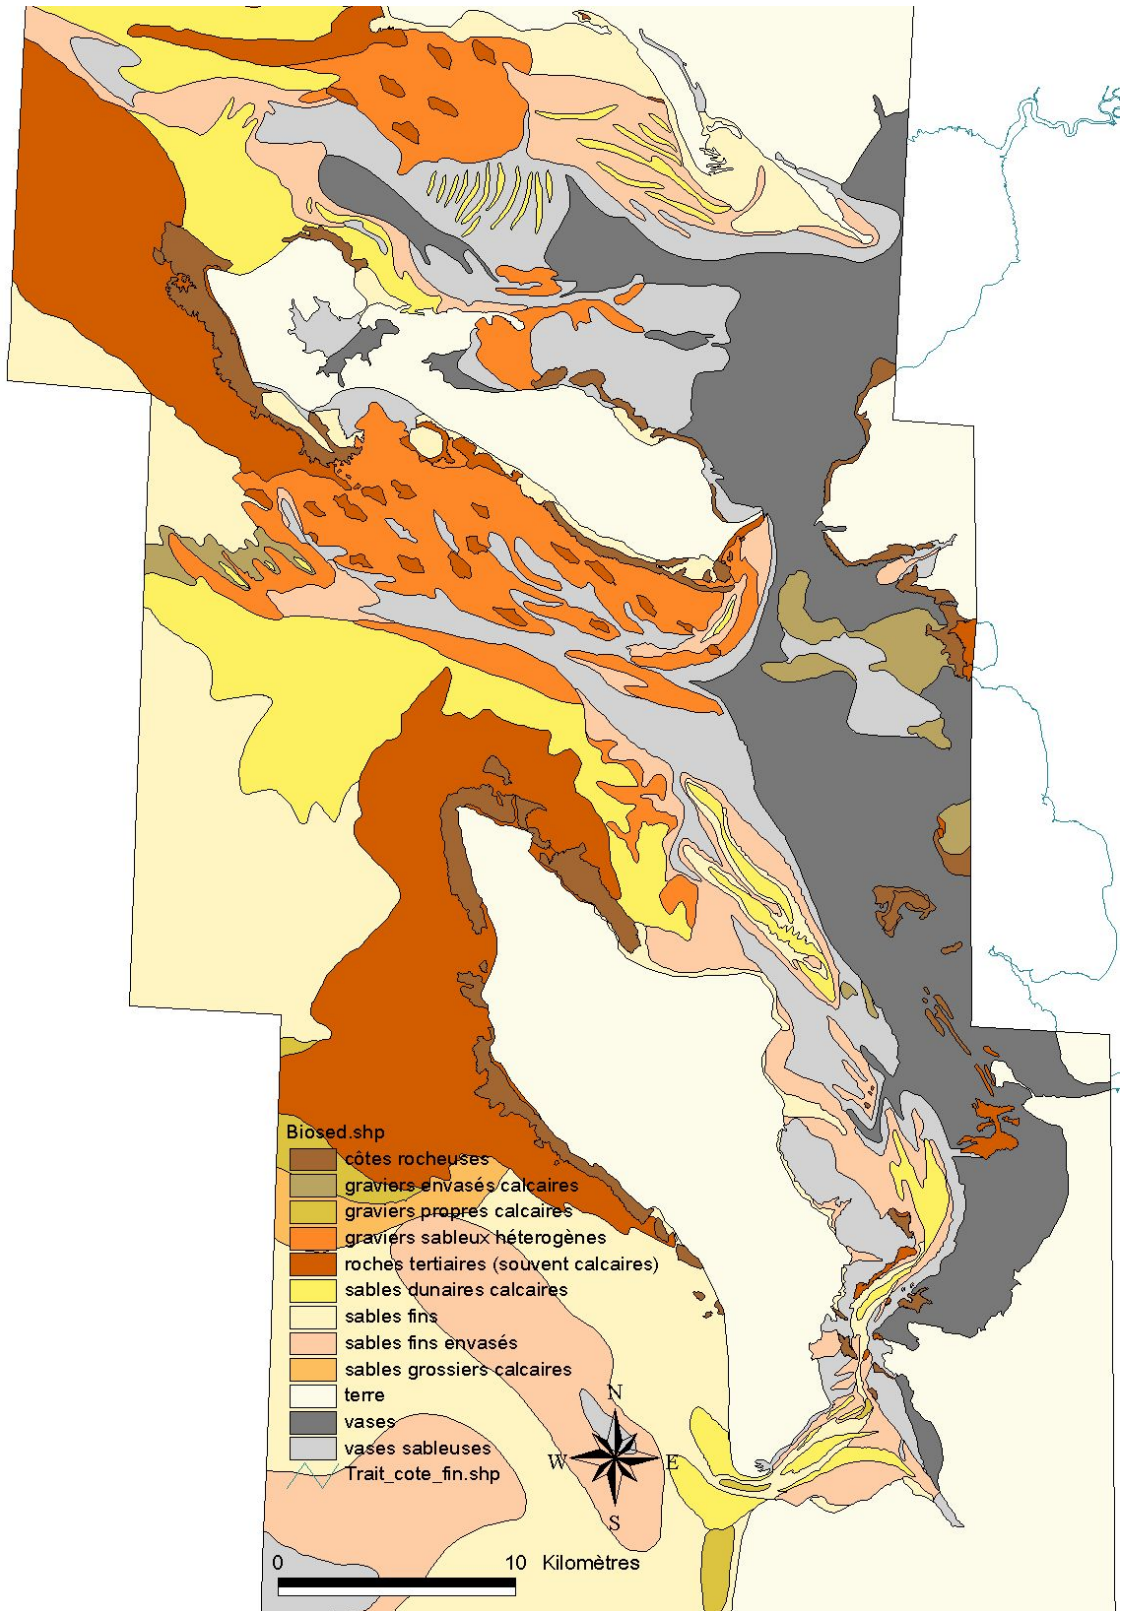 Biosed.shp
côtes rocheuses
graviers envasés calcaires
graviers propres calcaires
graviers sableux hétérogènes
roches tertiaires (souvent calcaires)
sables dunaires calcaires
sables fins
sables fins envasés
sables grossiers calcaires
terre
vases
vases sableuses
Trait_cote_fin.shp
N
W E
S
0 10 Kilomètres